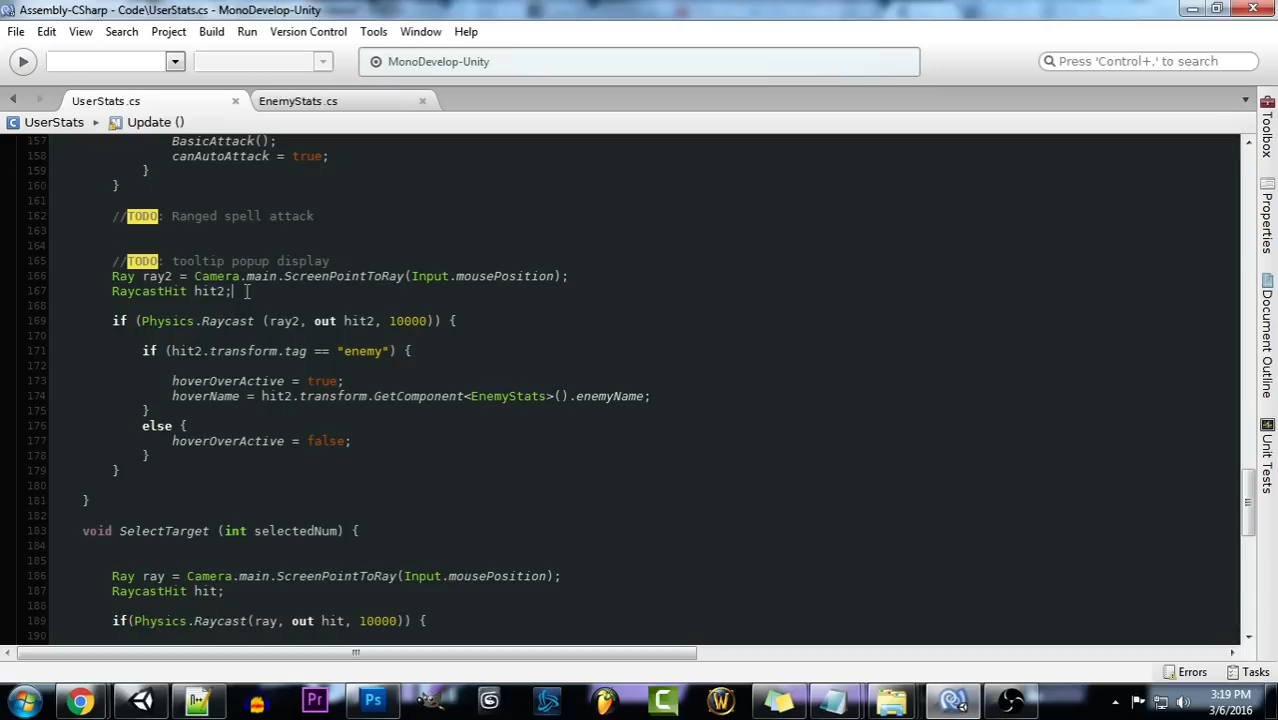 Assembly-CSharp - Code\UserStats.cs - MonoDevelop-Unity
File Edit View Search Project Build Run Version Control Tools Window Help
MonoDevelop-Unity
Press 'Control+,' to search
UserStats.cs
EnemyStats.cs
UserStats
Update ()
157 BasicAttack();
158 canAutoAttack = true;
159 }
160 }
161
162 //TODO: Ranged spell attack
163
164
165 //TODO: tooltip popup display
166 Ray ray2 = Camera.main.ScreenPointToRay(Input.mousePosition);
167 RaycastHit hit2;
168
169 if (Physics.Raycast (ray2, out hit2, 10000)) {
170
171 if (hit2.transform.tag == "enemy") {
172
173 hoverOverActive = true;
174 hoverName = hit2.transform.GetComponent<EnemyStats>().enemyName;
175 }
176 else {
177 hoverOverActive = false;
178 }
179 }
180
181 }
182
183 void SelectTarget (int selectedNum) {
184
185
186 Ray ray = Camera.main.ScreenPointToRay(Input.mousePosition);
187 RaycastHit hit;
188
189 if(Physics.Raycast(ray, out hit, 10000)) {
190
Toolbox
Properties
Document Outline
Unit Tests
Errors
Tasks
Pr
Ps
3:19 PM
3/6/2016